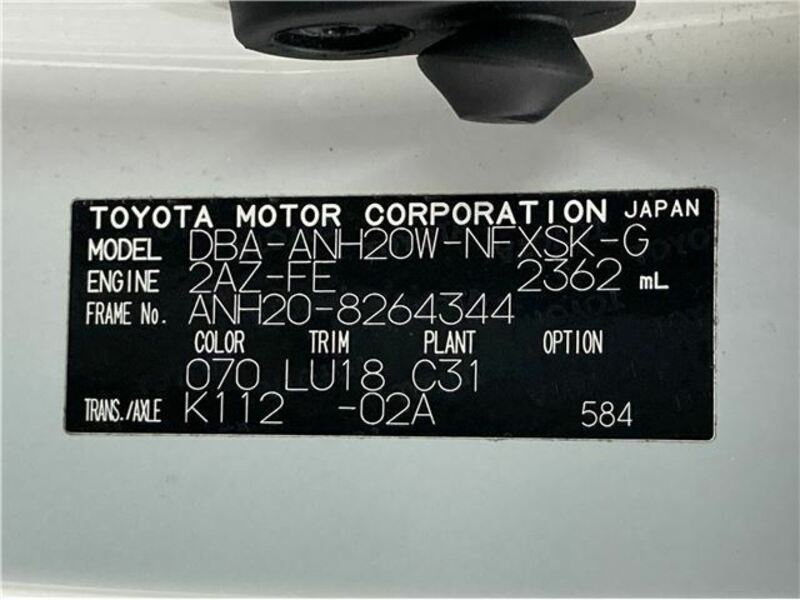 TOYOTA MOTOR CORPORATION JAPAN
MODEL DBA-ANH20W-NFXSK-G
ENGINE 2AZ-FE 2362 mL
FRAME No. ANH20-8264344
COLOR TRIM PLANT OPTION
070 LU18 C31
TRANS./AXLE K112 -02A 584